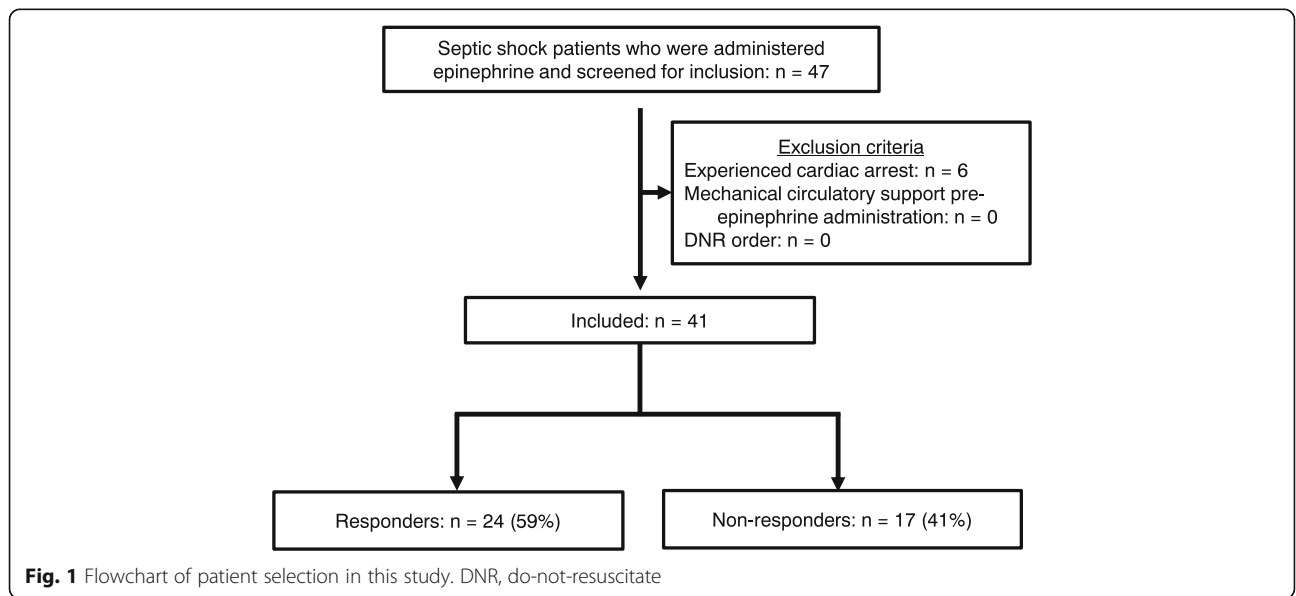 Septic shock patients who were administered
epinephrine and screened for inclusion: n = 47
Exclusion criteria
Experienced cardiac arrest: n = 6
Mechanical circulatory support pre-
epinephrine administration: n = 0
DNR order: n = 0
Included: n = 41
Responders: n = 24 (59%)
Non-responders: n = 17 (41%)
Fig. 1 Flowchart of patient selection in this study. DNR, do-not-resuscitate